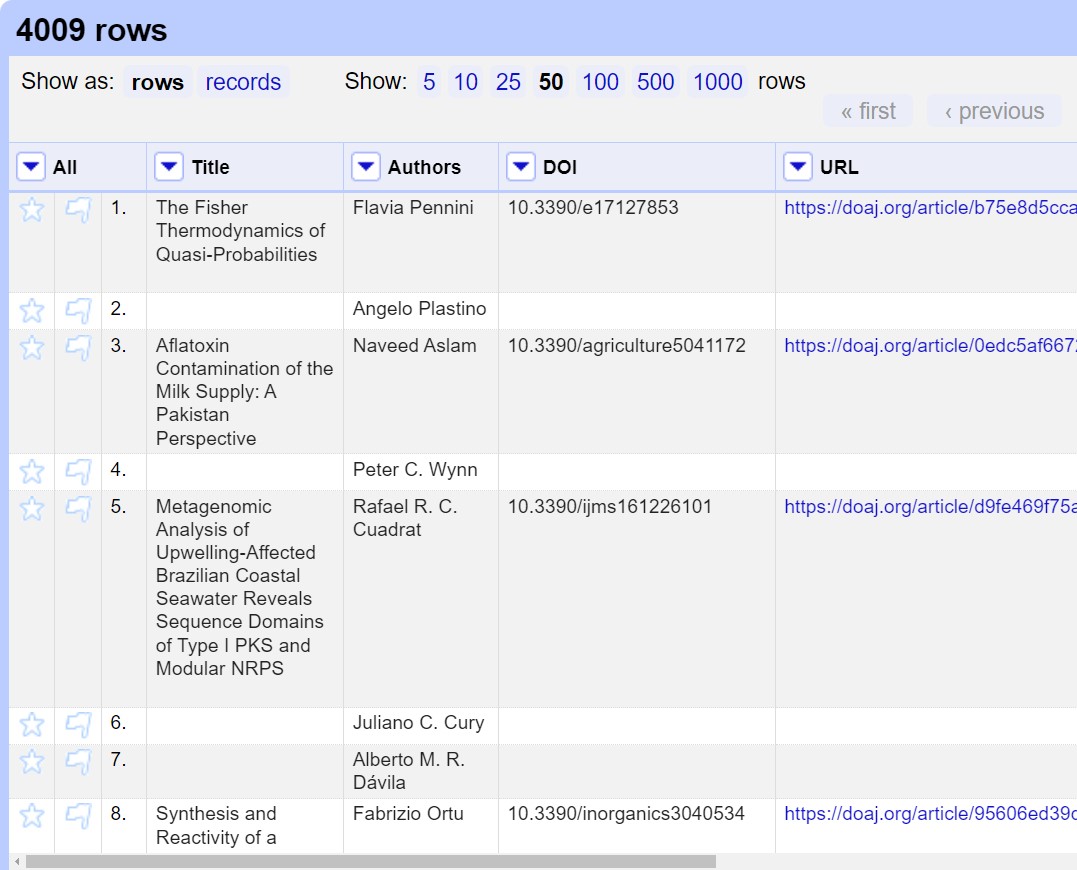 4009 rows
Show as: rows records Show: 5 10 25 50 100 500 1000 rows
« first ‹ previous
All Title Authors DOI URL
1. The Fisher Flavia Pennini 10.3390/e17127853 https://doaj.org/article/b75e8d5cca
Thermodynamics of
Quasi-Probabilities
2. Angelo Plastino
3. Aflatoxin Naveed Aslam 10.3390/agriculture5041172 https://doaj.org/article/0edc5af667
Contamination of the
Milk Supply: A
Pakistan
Perspective
4. Peter C. Wynn
5. Metagenomic Rafael R. C. 10.3390/ijms161226101 https://doaj.org/article/d9fe469f75a
Analysis of Cuadrat
Upwelling-Affected
Brazilian Coastal
Seawater Reveals
Sequence Domains
of Type I PKS and
Modular NRPS
6. Juliano C. Cury
7. Alberto M. R.
Dávila
8. Synthesis and Fabrizio Ortu 10.3390/inorganics3040534 https://doaj.org/article/95606ed39c
Reactivity of a